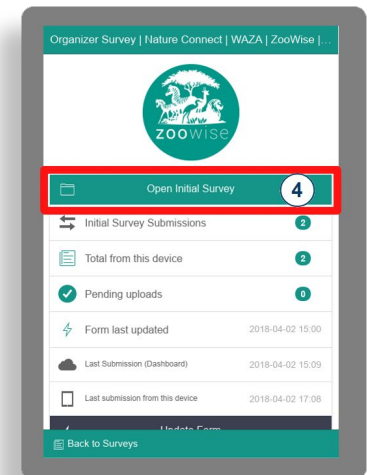 Organizer Survey | Nature Connect | WAZA | ZooWise |...
zoowise
Open Initial Survey 4
Initial Survey Submissions 2
Total from this device 2
Pending uploads 0
Form last updated 2018-04-02 15:00
Last Submission (Dashboard) 2018-04-02 15:09
Last submission from this device 2018-04-02 17:08
Update Form
Back to Surveys